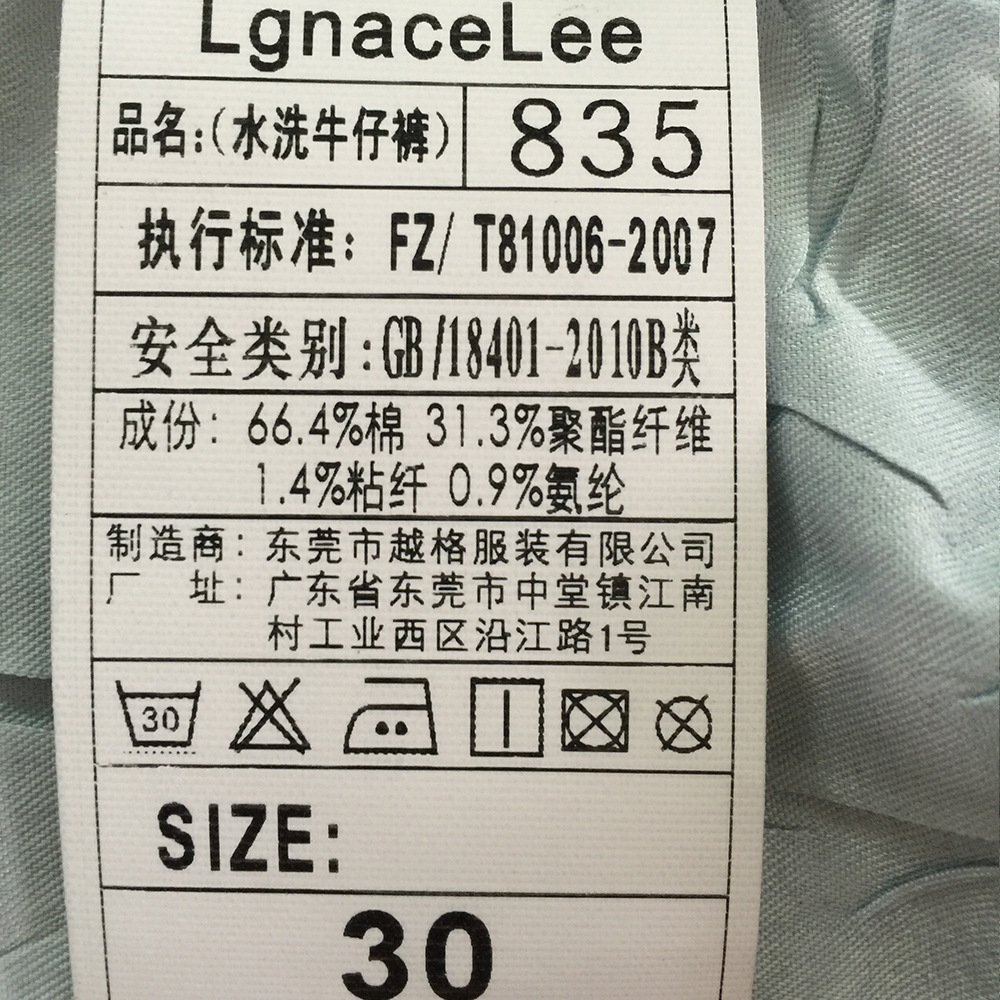 LgnaceLee
品名:(水洗牛仔裤) 835
执行标准: FZ/ T81006-2007
安全类别:GB/18401-2010B类
成份: 66.4%棉 31.3%聚酯纤维
1.4%粘纤 0.9%氨纶
制造商: 东莞市越格服装有限公司
厂 址: 广东省东莞市中堂镇江南
村工业西区沿江路1号
30
SIZE:
30